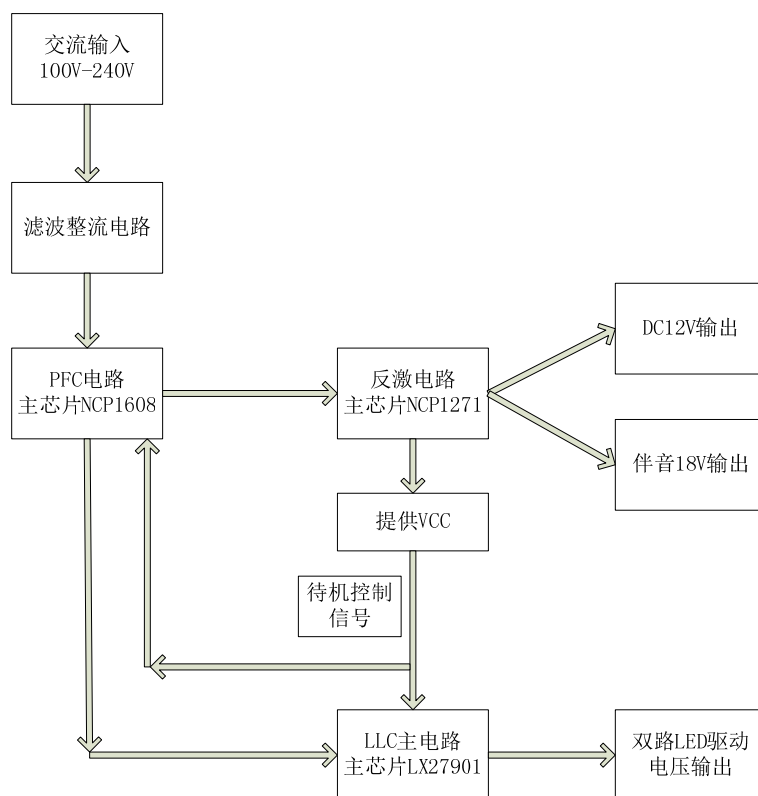 交流输入
100V-240V
滤波整流电路
DC12V输出
PFC电路
主芯片NCP1608
反激电路
主芯片NCP1271
伴音18V输出
提供VCC
待机控制
信号
LLC主电路
主芯片LX27901
双路LED驱动
电压输出